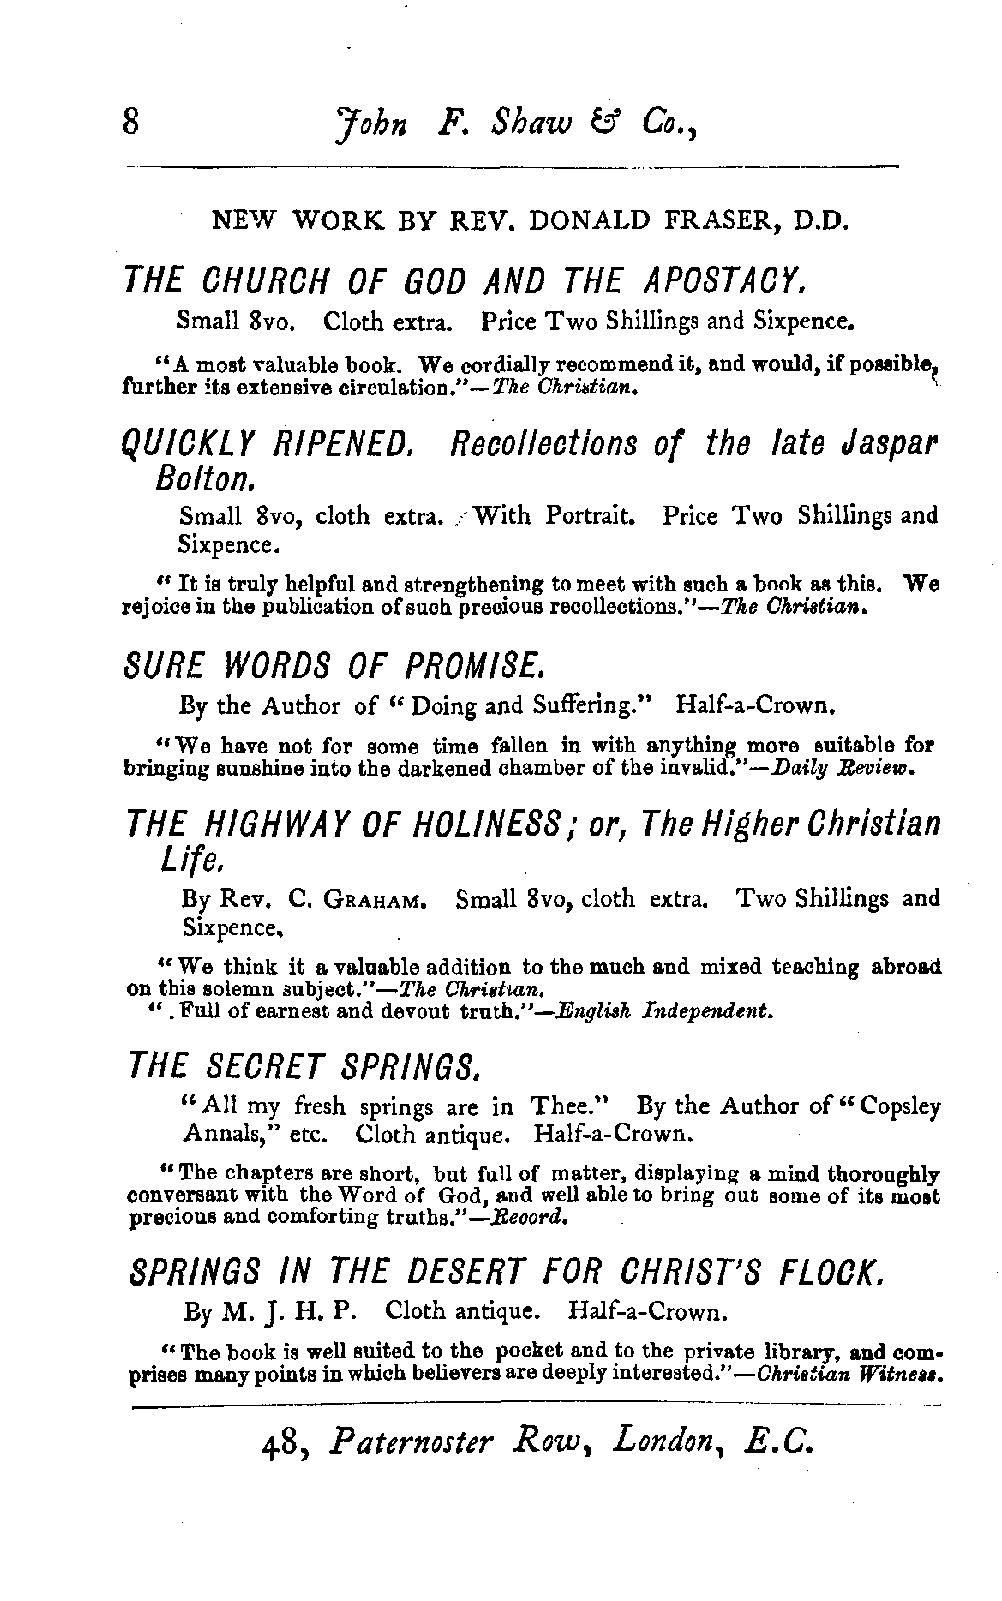 8 John F. Shaw & Co.,
NEW WORK BY REV. DONALD FRASER, D.D.
THE CHURCH OF GOD AND THE APOSTACY.
Small 8vo. Cloth extra. Price Two Shillings and Sixpence.
"A most valuable book. We cordially recommend it, and would, if possible,
further its extensive circulation."—The Christian.
QUICKLY RIPENED. Recollections of the late Jaspar
Bolton.
Small 8vo, cloth extra. With Portrait. Price Two Shillings and
Sixpence.
"It is truly helpful and strengthening to meet with such a book as this. We
rejoice in the publication of such precious recollections."—The Christian.
SURE WORDS OF PROMISE.
By the Author of "Doing and Suffering." Half-a-Crown.
"We have not for some time fallen in with anything more suitable for
bringing sunshine into the darkened chamber of the invalid."—Daily Review.
THE HIGHWAY OF HOLINESS; or, The Higher Christian
Life.
By Rev. C. GRAHAM. Small 8vo, cloth extra. Two Shillings and
Sixpence.
"We think it a valuable addition to the much and mixed teaching abroad
on this solemn subject."—The Christian.
"Full of earnest and devout truth."—English Independent.
THE SECRET SPRINGS.
"All my fresh springs are in Thee." By the Author of "Copsley
Annals," etc. Cloth antique. Half-a-Crown.
"The chapters are short, but full of matter, displaying a mind thoroughly
conversant with the Word of God, and well able to bring out some of its most
precious and comforting truths."—Record.
SPRINGS IN THE DESERT FOR CHRIST'S FLOCK.
By M. J. H. P. Cloth antique. Half-a-Crown.
"The book is well suited to the pocket and to the private library, and com-
prises many points in which believers are deeply interested."—Christian Witness.
48, Paternoster Row, London, E.C.